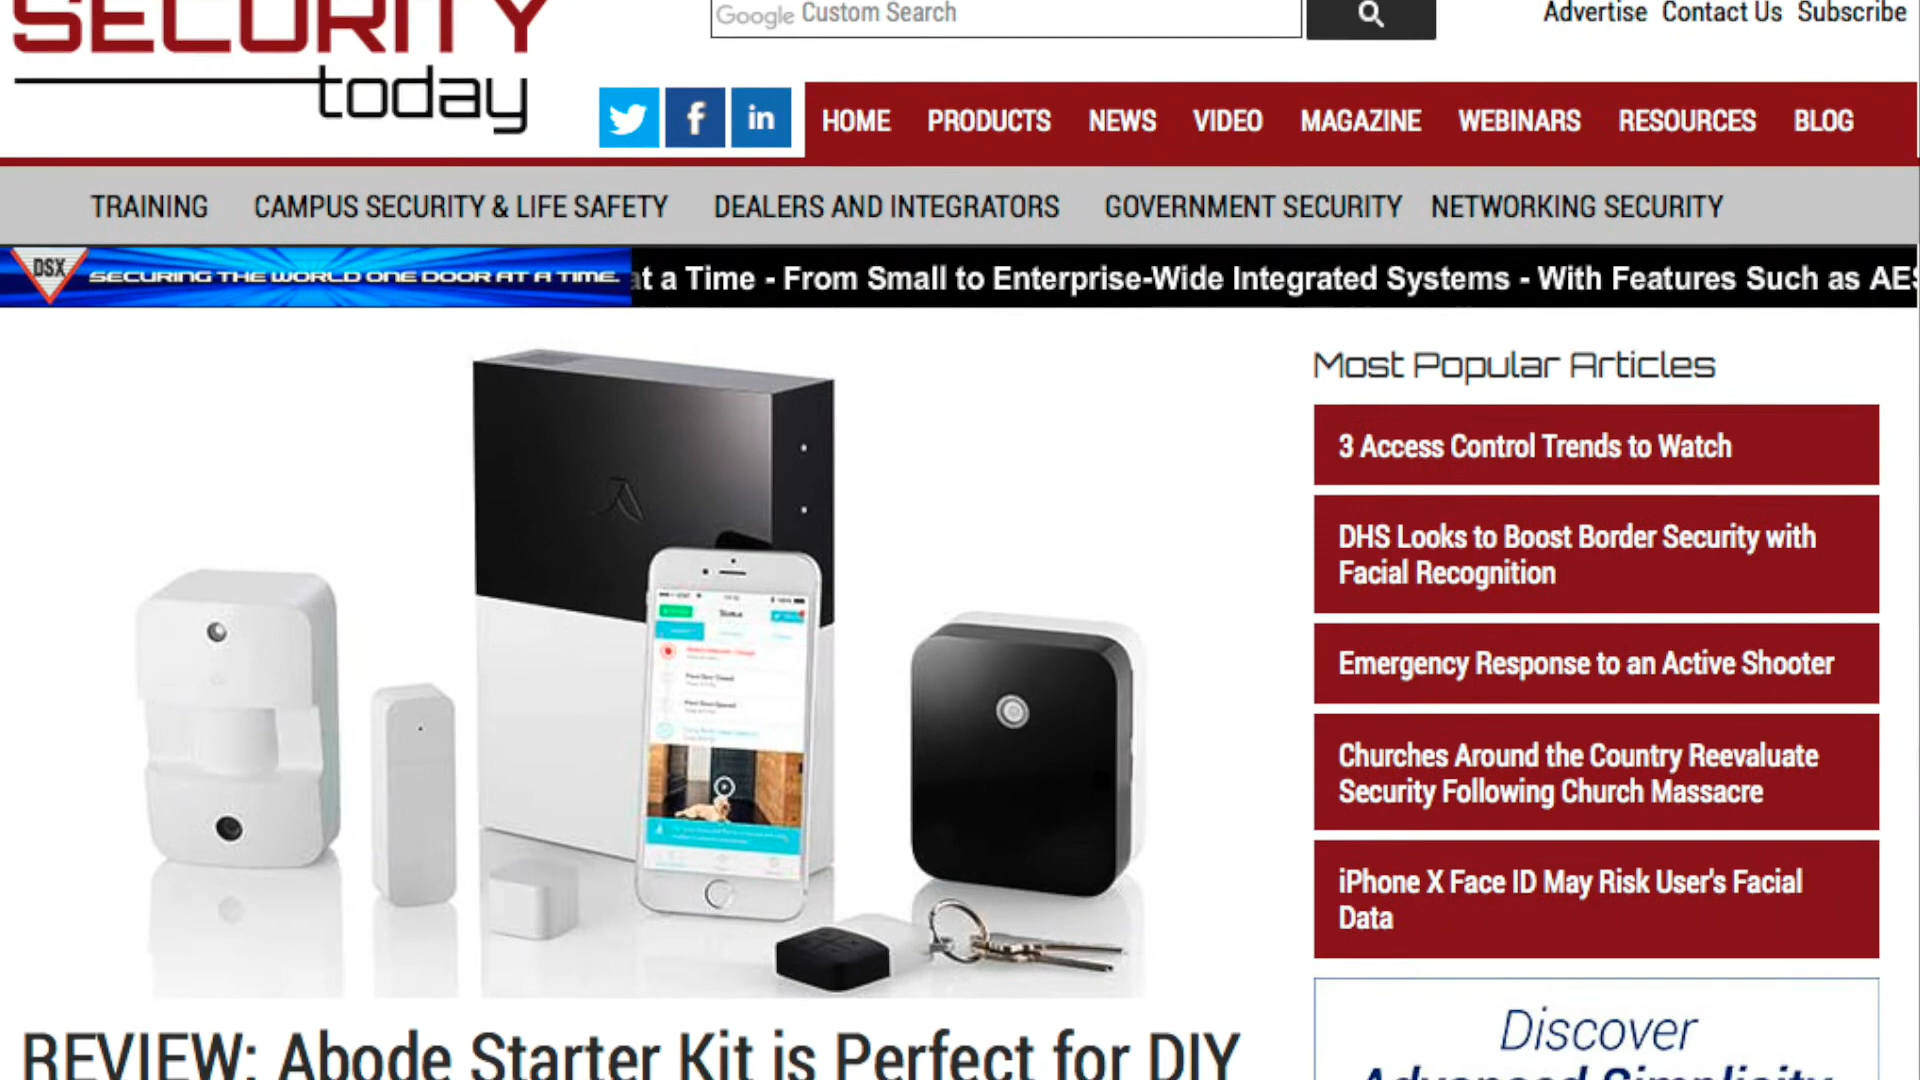 SECURITY
today
Google Custom Search
Advertise Contact Us Subscribe
HOME PRODUCTS NEWS VIDEO MAGAZINE WEBINARS RESOURCES BLOG
TRAINING CAMPUS SECURITY & LIFE SAFETY DEALERS AND INTEGRATORS GOVERNMENT SECURITY NETWORKING SECURITY
DSX SECURING THE WORLD ONE DOOR AT A TIME. at a Time - From Small to Enterprise-Wide Integrated Systems - With Features Such as AES
Most Popular Articles
3 Access Control Trends to Watch
DHS Looks to Boost Border Security with
Facial Recognition
Emergency Response to an Active Shooter
Churches Around the Country Reevaluate
Security Following Church Massacre
iPhone X Face ID May Risk User's Facial
Data
Discover
Advanced Simplicity
REVIEW: Abode Starter Kit is Perfect for DIY